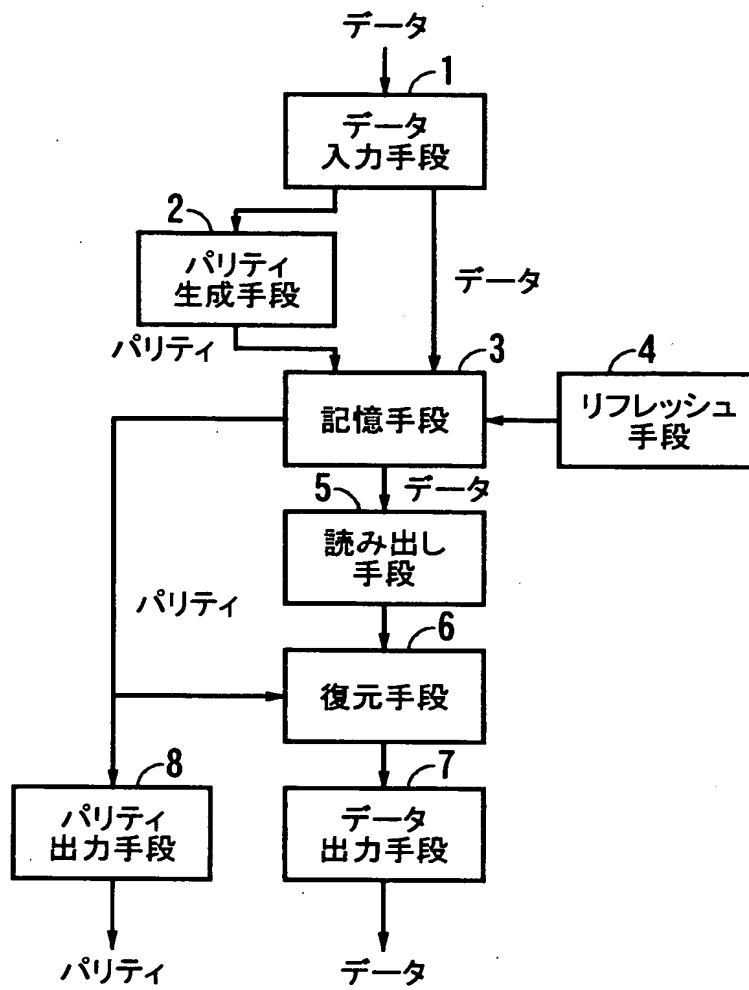 データ
1
データ
入力手段
2
パリティ
生成手段
データ
パリティ
3
記憶手段
4
リフレッシュ
手段
データ
5
読み出し
手段
パリティ
6
復元手段
8
パリティ
出力手段
7
データ
出力手段
パリティ
データ